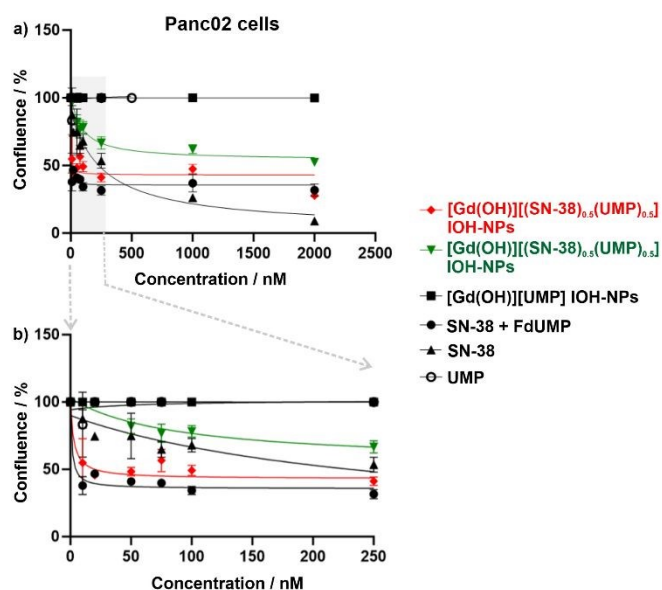 Panc02 cells
a)
Confluence / %
150
100
50
0
0 500 1000 1500 2000 2500
Concentration / nM
b)
Confluence / %
150
100
50
0
0 50 100 150 200 250
Concentration / nM
[Gd(OH)][(SN-38)0.5(UMP)0.5]
IOH-NPs
[Gd(OH)][(SN-38)0.5(UMP)0.5]
IOH-NPs
[Gd(OH)][UMP] IOH-NPs
SN-38 + FdUMP
SN-38
UMP